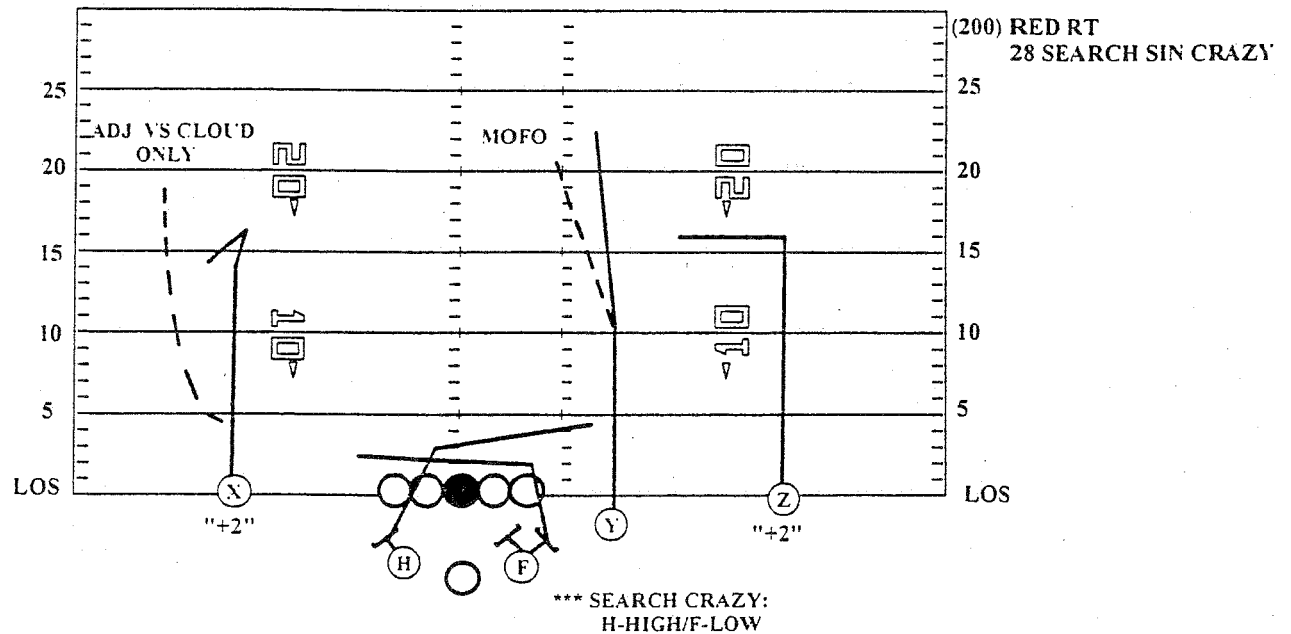 (200) RED RT
28 SEARCH SIN CRAZY
25
25
ADJ VS CLOUD
ONLY
MOFO
20
20
20
20
15
15
10
10
10
10
5
5
LOS
LOS
X
"+2"
Y
Z
"+2"
H
F
*** SEARCH CRAZY:
H-HIGH/F-LOW